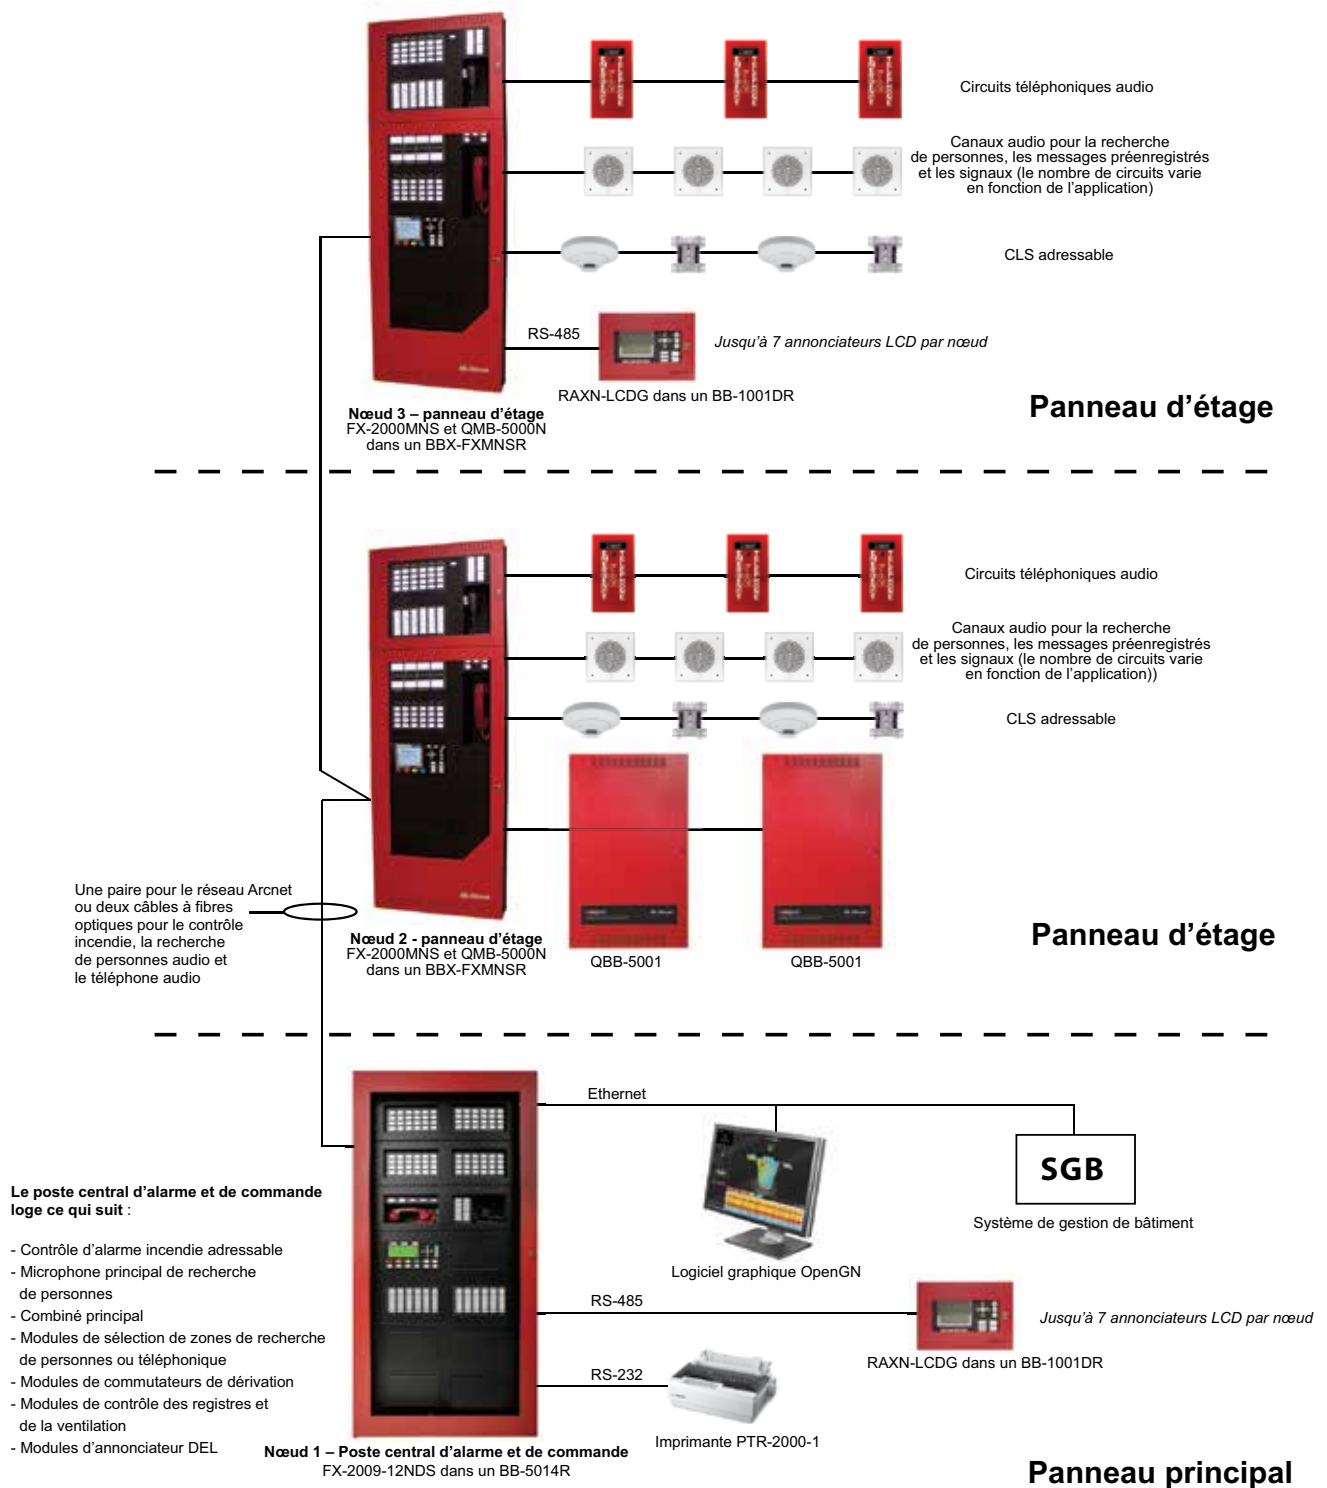 Circuits téléphoniques audio
Canaux audio pour la recherche
de personnes, les messages préenregistrés
et les signaux (le nombre de circuits varie
en fonction de l'application)
CLS adressable
RS-485
Jusqu'à 7 annonciateurs LCD par nœud
RAXN-LCDG dans un BB-1001DR
Nœud 3 – panneau d'étage
FX-2000MNS et QMB-5000N
dans un BBX-FXMNSR
Panneau d'étage
Circuits téléphoniques audio
Canaux audio pour la recherche
de personnes, les messages préenregistrés
et les signaux (le nombre de circuits varie
en fonction de l'application))
CLS adressable
Une paire pour le réseau Arcnet
ou deux câbles à fibres
optiques pour le contrôle
incendie, la recherche
de personnes audio et
le téléphone audio
Nœud 2 - panneau d'étage
FX-2000MNS et QMB-5000N
dans un BBX-FXMNSR
QBB-5001
QBB-5001
Panneau d'étage
Ethernet
SGB
Système de gestion de bâtiment
Logiciel graphique OpenGN
Le poste central d'alarme et de commande
loge ce qui suit :
- Contrôle d'alarme incendie adressable
- Microphone principal de recherche
de personnes
- Combiné principal
- Modules de sélection de zones de recherche
de personnes ou téléphonique
- Modules de commutateurs de dérivation
- Modules de contrôle des registres et
de la ventilation
- Modules d'annonciateur DEL
RS-485
Jusqu'à 7 annonciateurs LCD par nœud
RAXN-LCDG dans un BB-1001DR
RS-232
Imprimante PTR-2000-1
Nœud 1 – Poste central d'alarme et de commande
FX-2009-12NDS dans un BB-5014R
Panneau principal